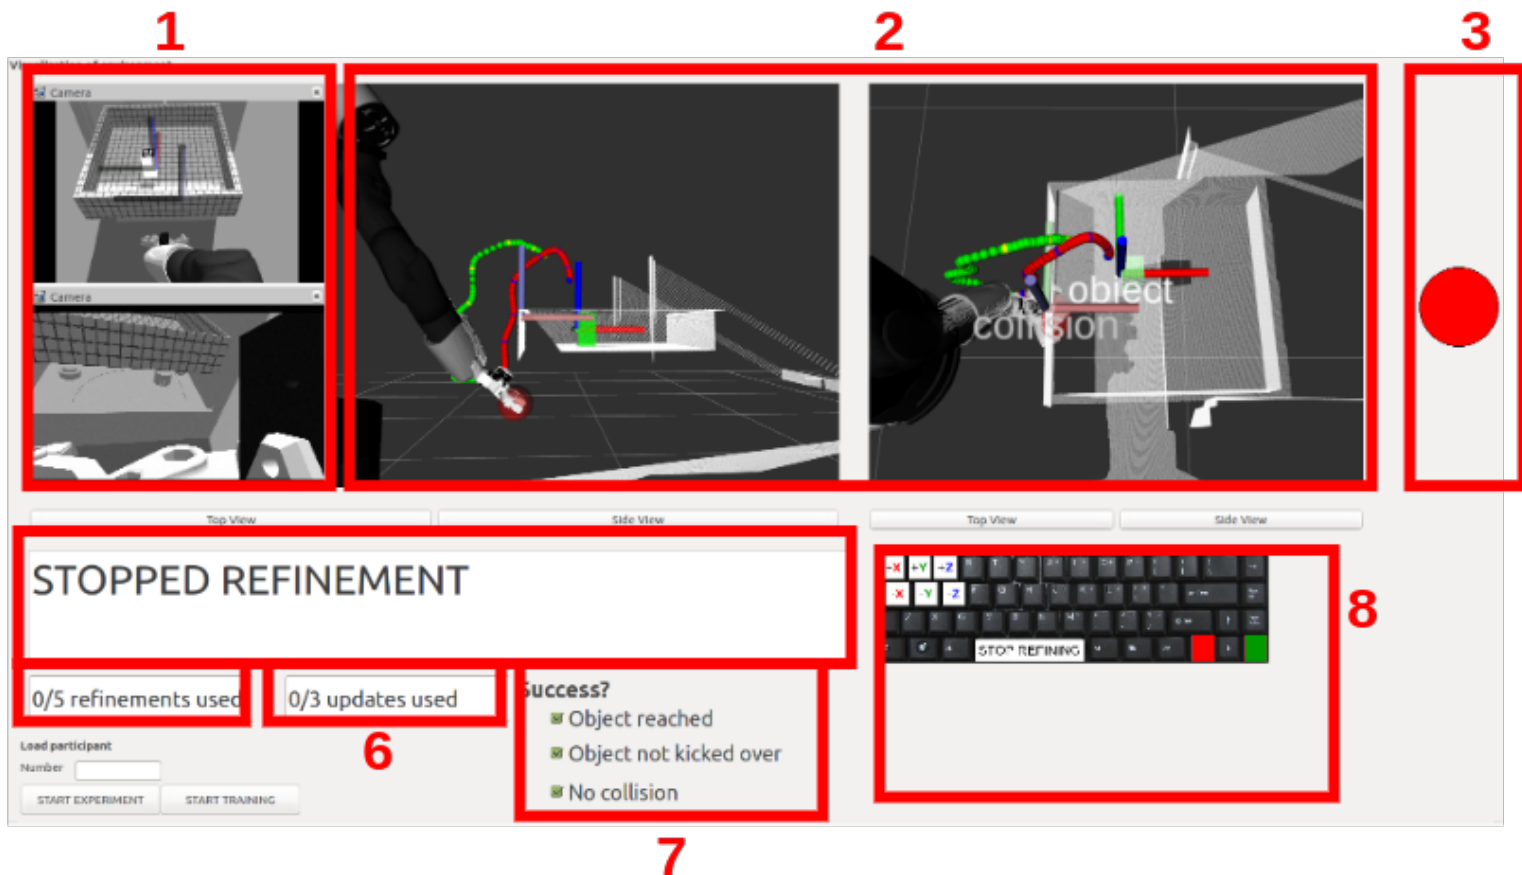 1
2
3
Camera
Camera
object
collision
Top View
Side View
Top View
Side View
STOPPED REFINEMENT
+X +Y +Z
-X -Y -Z
STOP REFINING
8
0/5 refinements used
0/3 updates used
6
Success?
Object reached
Object not kicked over
No collision
7
Load participant
Number
START EXPERIMENT
START TRAINING